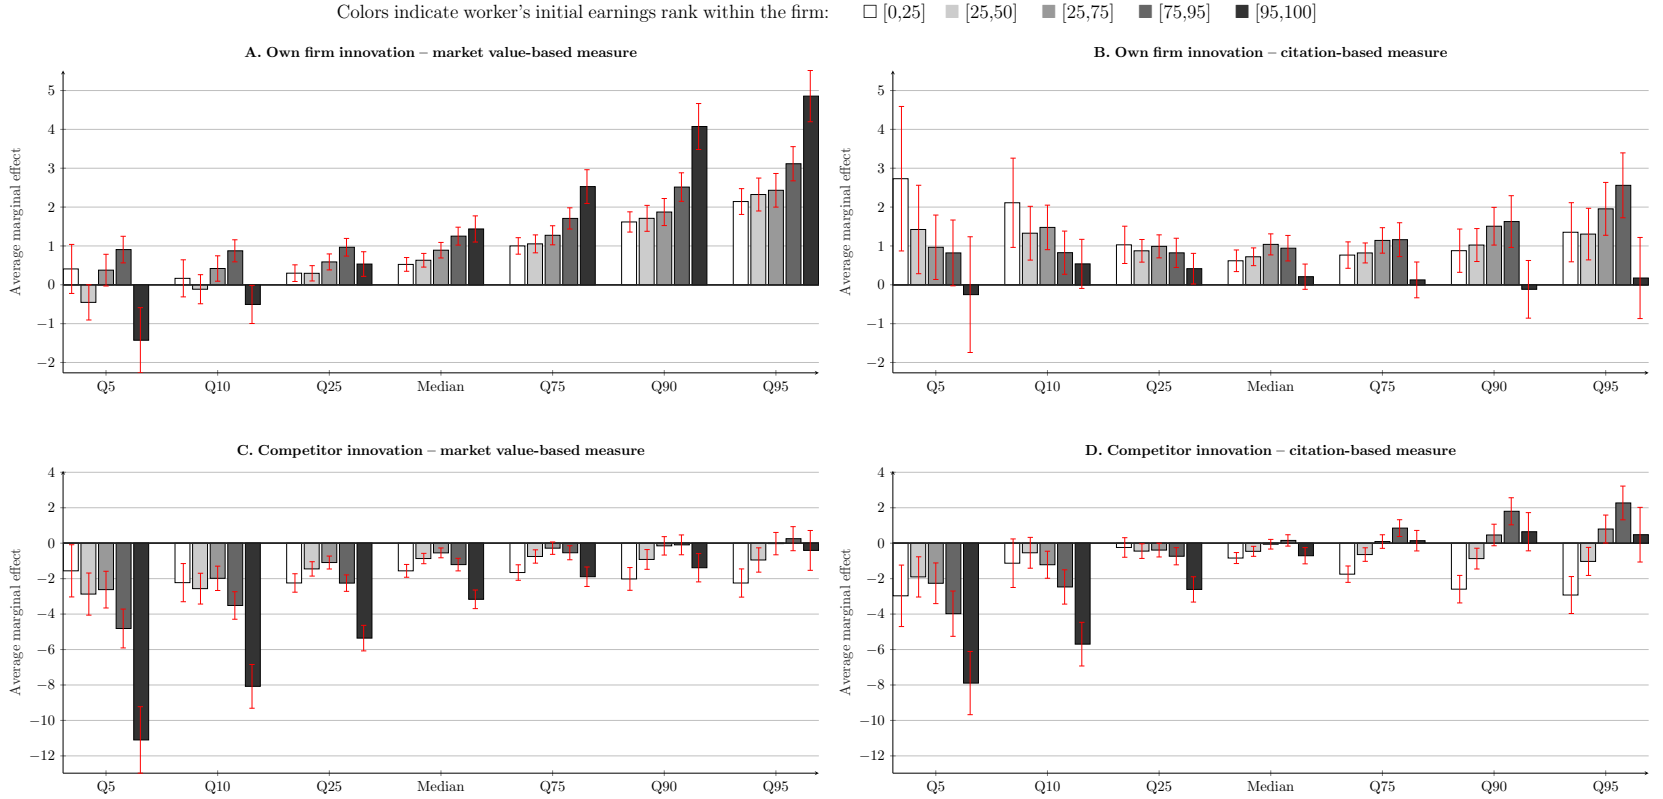 Colors indicate worker's initial earnings rank within the firm: [0,25] [25,50] [25,75] [75,95] [95,100]
A. Own firm innovation – market value-based measure
Average marginal effect
5
4
3
2
1
0
−1
−2
Q5 Q10 Q25 Median Q75 Q90 Q95
B. Own firm innovation – citation-based measure
Average marginal effect
5
4
3
2
1
0
−1
−2
Q5 Q10 Q25 Median Q75 Q90 Q95
C. Competitor innovation – market value-based measure
Average marginal effect
4
2
0
−2
−4
−6
−8
−10
−12
Q5 Q10 Q25 Median Q75 Q90 Q95
D. Competitor innovation – citation-based measure
Average marginal effect
4
2
0
−2
−4
−6
−8
−10
−12
Q5 Q10 Q25 Median Q75 Q90 Q95